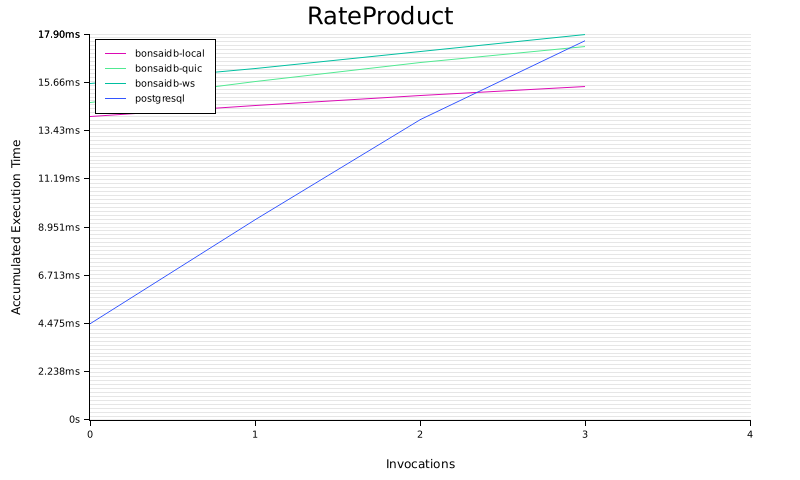 RateProduct
17.90ms
bonsaidb-local
bonsaidb-quic
bonsaidb-ws
postgresql
15.66ms
13.43ms
11.19ms
8.951ms
6.713ms
4.475ms
2.238ms
0s
Accumulated Execution Time
0 1 2 3 4
Invocations